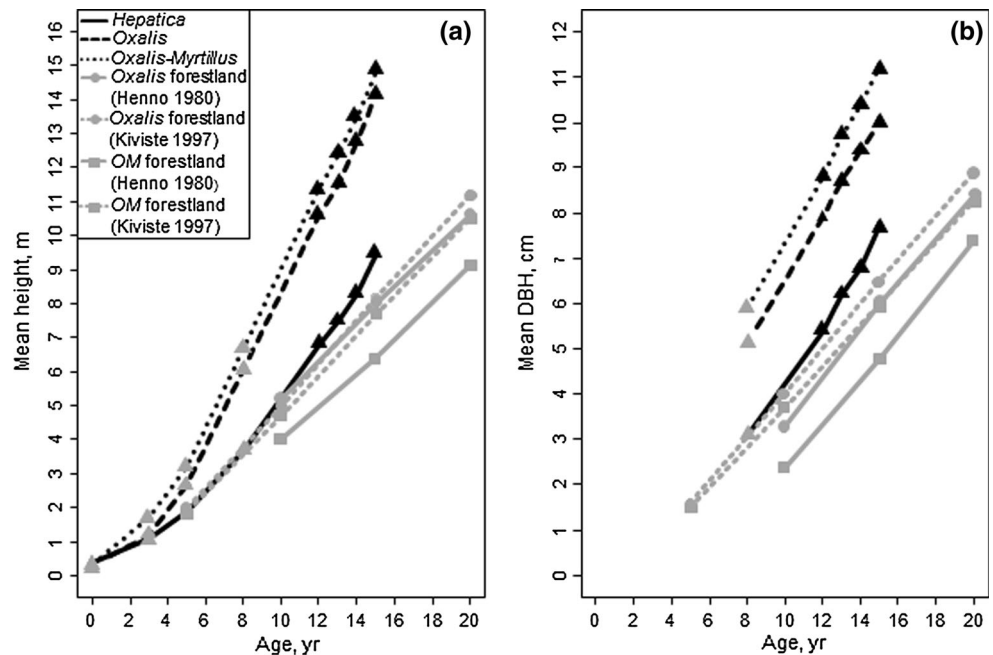 Hepatica
Oxalis
Oxalis-Myrtillus
Oxalis forestland
(Henno 1980)
Oxalis forestland
(Kiviste 1997)
OM forestland
(Henno 1980)
OM forestland
(Kiviste 1997)
(a)
Mean height, m
0 1 2 3 4 5 6 7 8 9 10 11 12 13 14 15 16
0 2 4 6 8 10 12 14 16 18 20
Age, yr
(b)
Mean DBH, cm
0 1 2 3 4 5 6 7 8 9 10 11 12
0 2 4 6 8 10 12 14 16 18 20
Age, yr